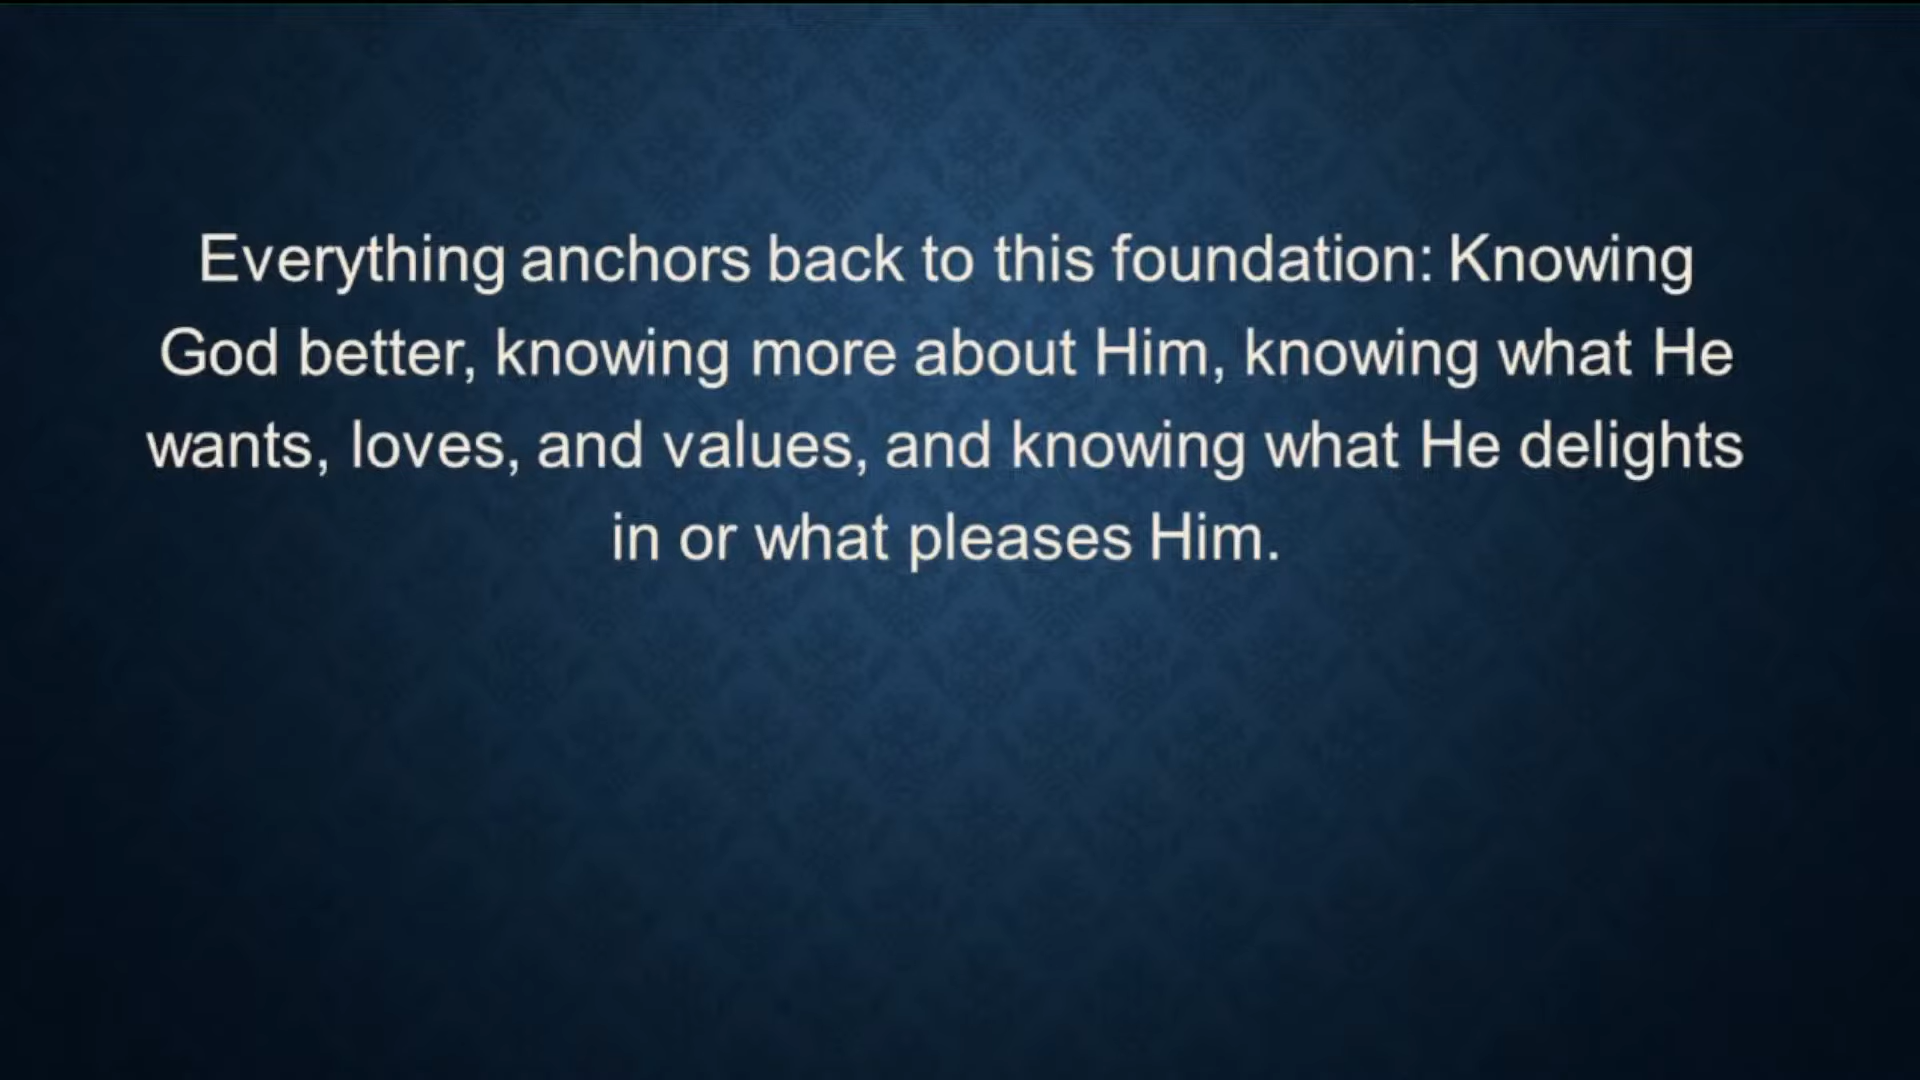 Everything anchors back to this foundation: Knowing
God better, knowing more about Him, knowing what He
wants, loves, and values, and knowing what He delights
in or what pleases Him.